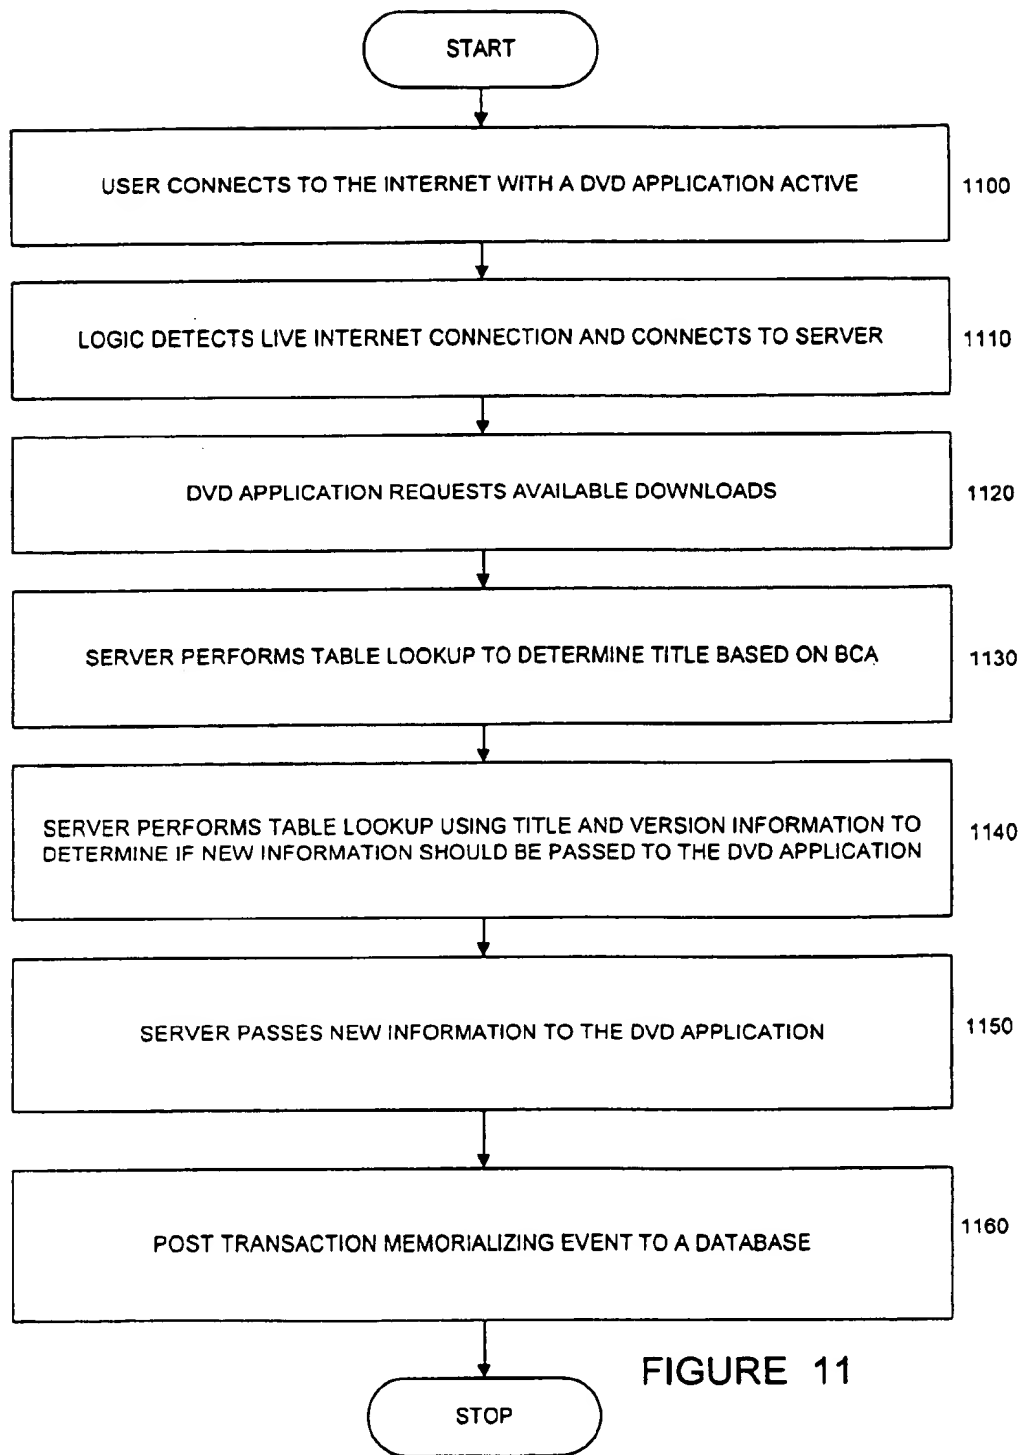 START
USER CONNECTS TO THE INTERNET WITH A DVD APPLICATION ACTIVE
1100
LOGIC DETECTS LIVE INTERNET CONNECTION AND CONNECTS TO SERVER
1110
DVD APPLICATION REQUESTS AVAILABLE DOWNLOADS
1120
SERVER PERFORMS TABLE LOOKUP TO DETERMINE TITLE BASED ON BCA
1130
SERVER PERFORMS TABLE LOOKUP USING TITLE AND VERSION INFORMATION TO
DETERMINE IF NEW INFORMATION SHOULD BE PASSED TO THE DVD APPLICATION
1140
SERVER PASSES NEW INFORMATION TO THE DVD APPLICATION
1150
POST TRANSACTION MEMORIALIZING EVENT TO A DATABASE
1160
FIGURE 11
STOP